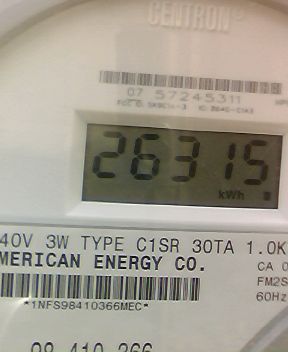 CENTRON®
07 57245311
26315
kWh
40V 3W TYPE C1SR 30TA 1.0K
MERICAN ENERGY CO.
CA 0
FM2S
60Hz
*1NFS98410366MEC*
98 410 366